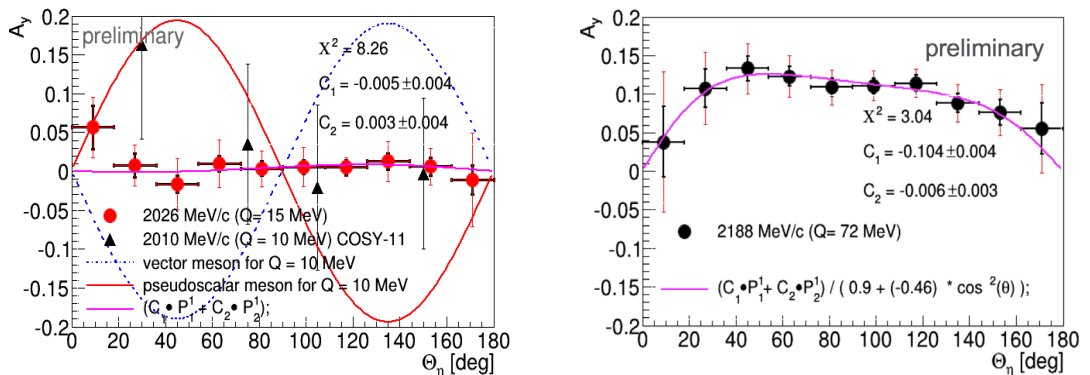 A_y
0.2
0.15
0.1
0.05
0
-0.05
-0.1
-0.15
-0.2
preliminary
Χ² = 8.26
C₁ = -0.005 ± 0.004
C₂ = 0.003 ± 0.004
2026 MeV/c (Q= 15 MeV)
2010 MeV/c (Q = 10 MeV) COSY-11
vector meson for Q = 10 MeV
pseudoscalar meson for Q = 10 MeV
(C₁•P₁¹ + C₂•P₂¹);
0 20 40 60 80 100 120 140 160 180
Θ_η [deg]
A_y
0.2
0.15
0.1
0.05
0
-0.05
-0.1
-0.15
-0.2
preliminary
Χ² = 3.04
C₁ = -0.104 ± 0.004
C₂ = -0.006 ± 0.003
2188 MeV/c (Q= 72 MeV)
(C₁•P₁¹+ C₂•P₂¹) / ( 0.9 + (-0.46) * cos ²(θ) );
0 20 40 60 80 100 120 140 160 180
Θ_η [deg]